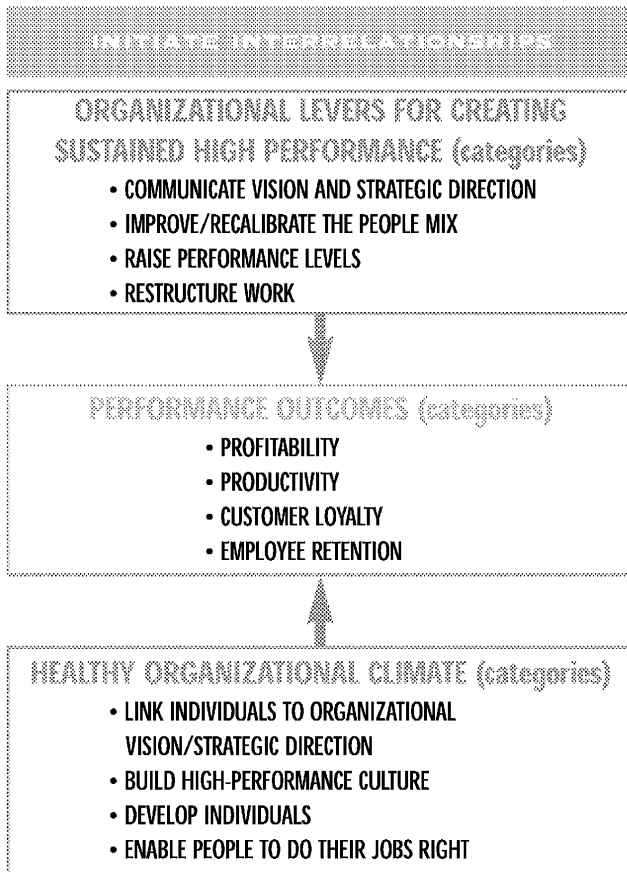 INITIATE INTERRELATIONSHIPS
ORGANIZATIONAL LEVERS FOR CREATING
SUSTAINED HIGH PERFORMANCE (categories)
• COMMUNICATE VISION AND STRATEGIC DIRECTION
• IMPROVE/RECALIBRATE THE PEOPLE MIX
• RAISE PERFORMANCE LEVELS
• RESTRUCTURE WORK
PERFORMANCE OUTCOMES (categories)
• PROFITABILITY
• PRODUCTIVITY
• CUSTOMER LOYALTY
• EMPLOYEE RETENTION
HEALTHY ORGANIZATIONAL CLIMATE (categories)
• LINK INDIVIDUALS TO ORGANIZATIONAL
VISION/STRATEGIC DIRECTION
• BUILD HIGH-PERFORMANCE CULTURE
• DEVELOP INDIVIDUALS
• ENABLE PEOPLE TO DO THEIR JOBS RIGHT